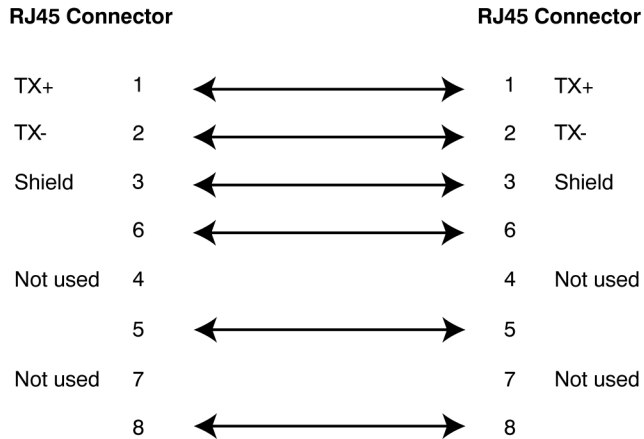 RJ45 Connector RJ45 Connector
TX+ 1 1 TX+
TX- 2 2 TX-
Shield 3 3 Shield
6 6
Not used 4 4 Not used
5 5
Not used 7 7 Not used
8 8